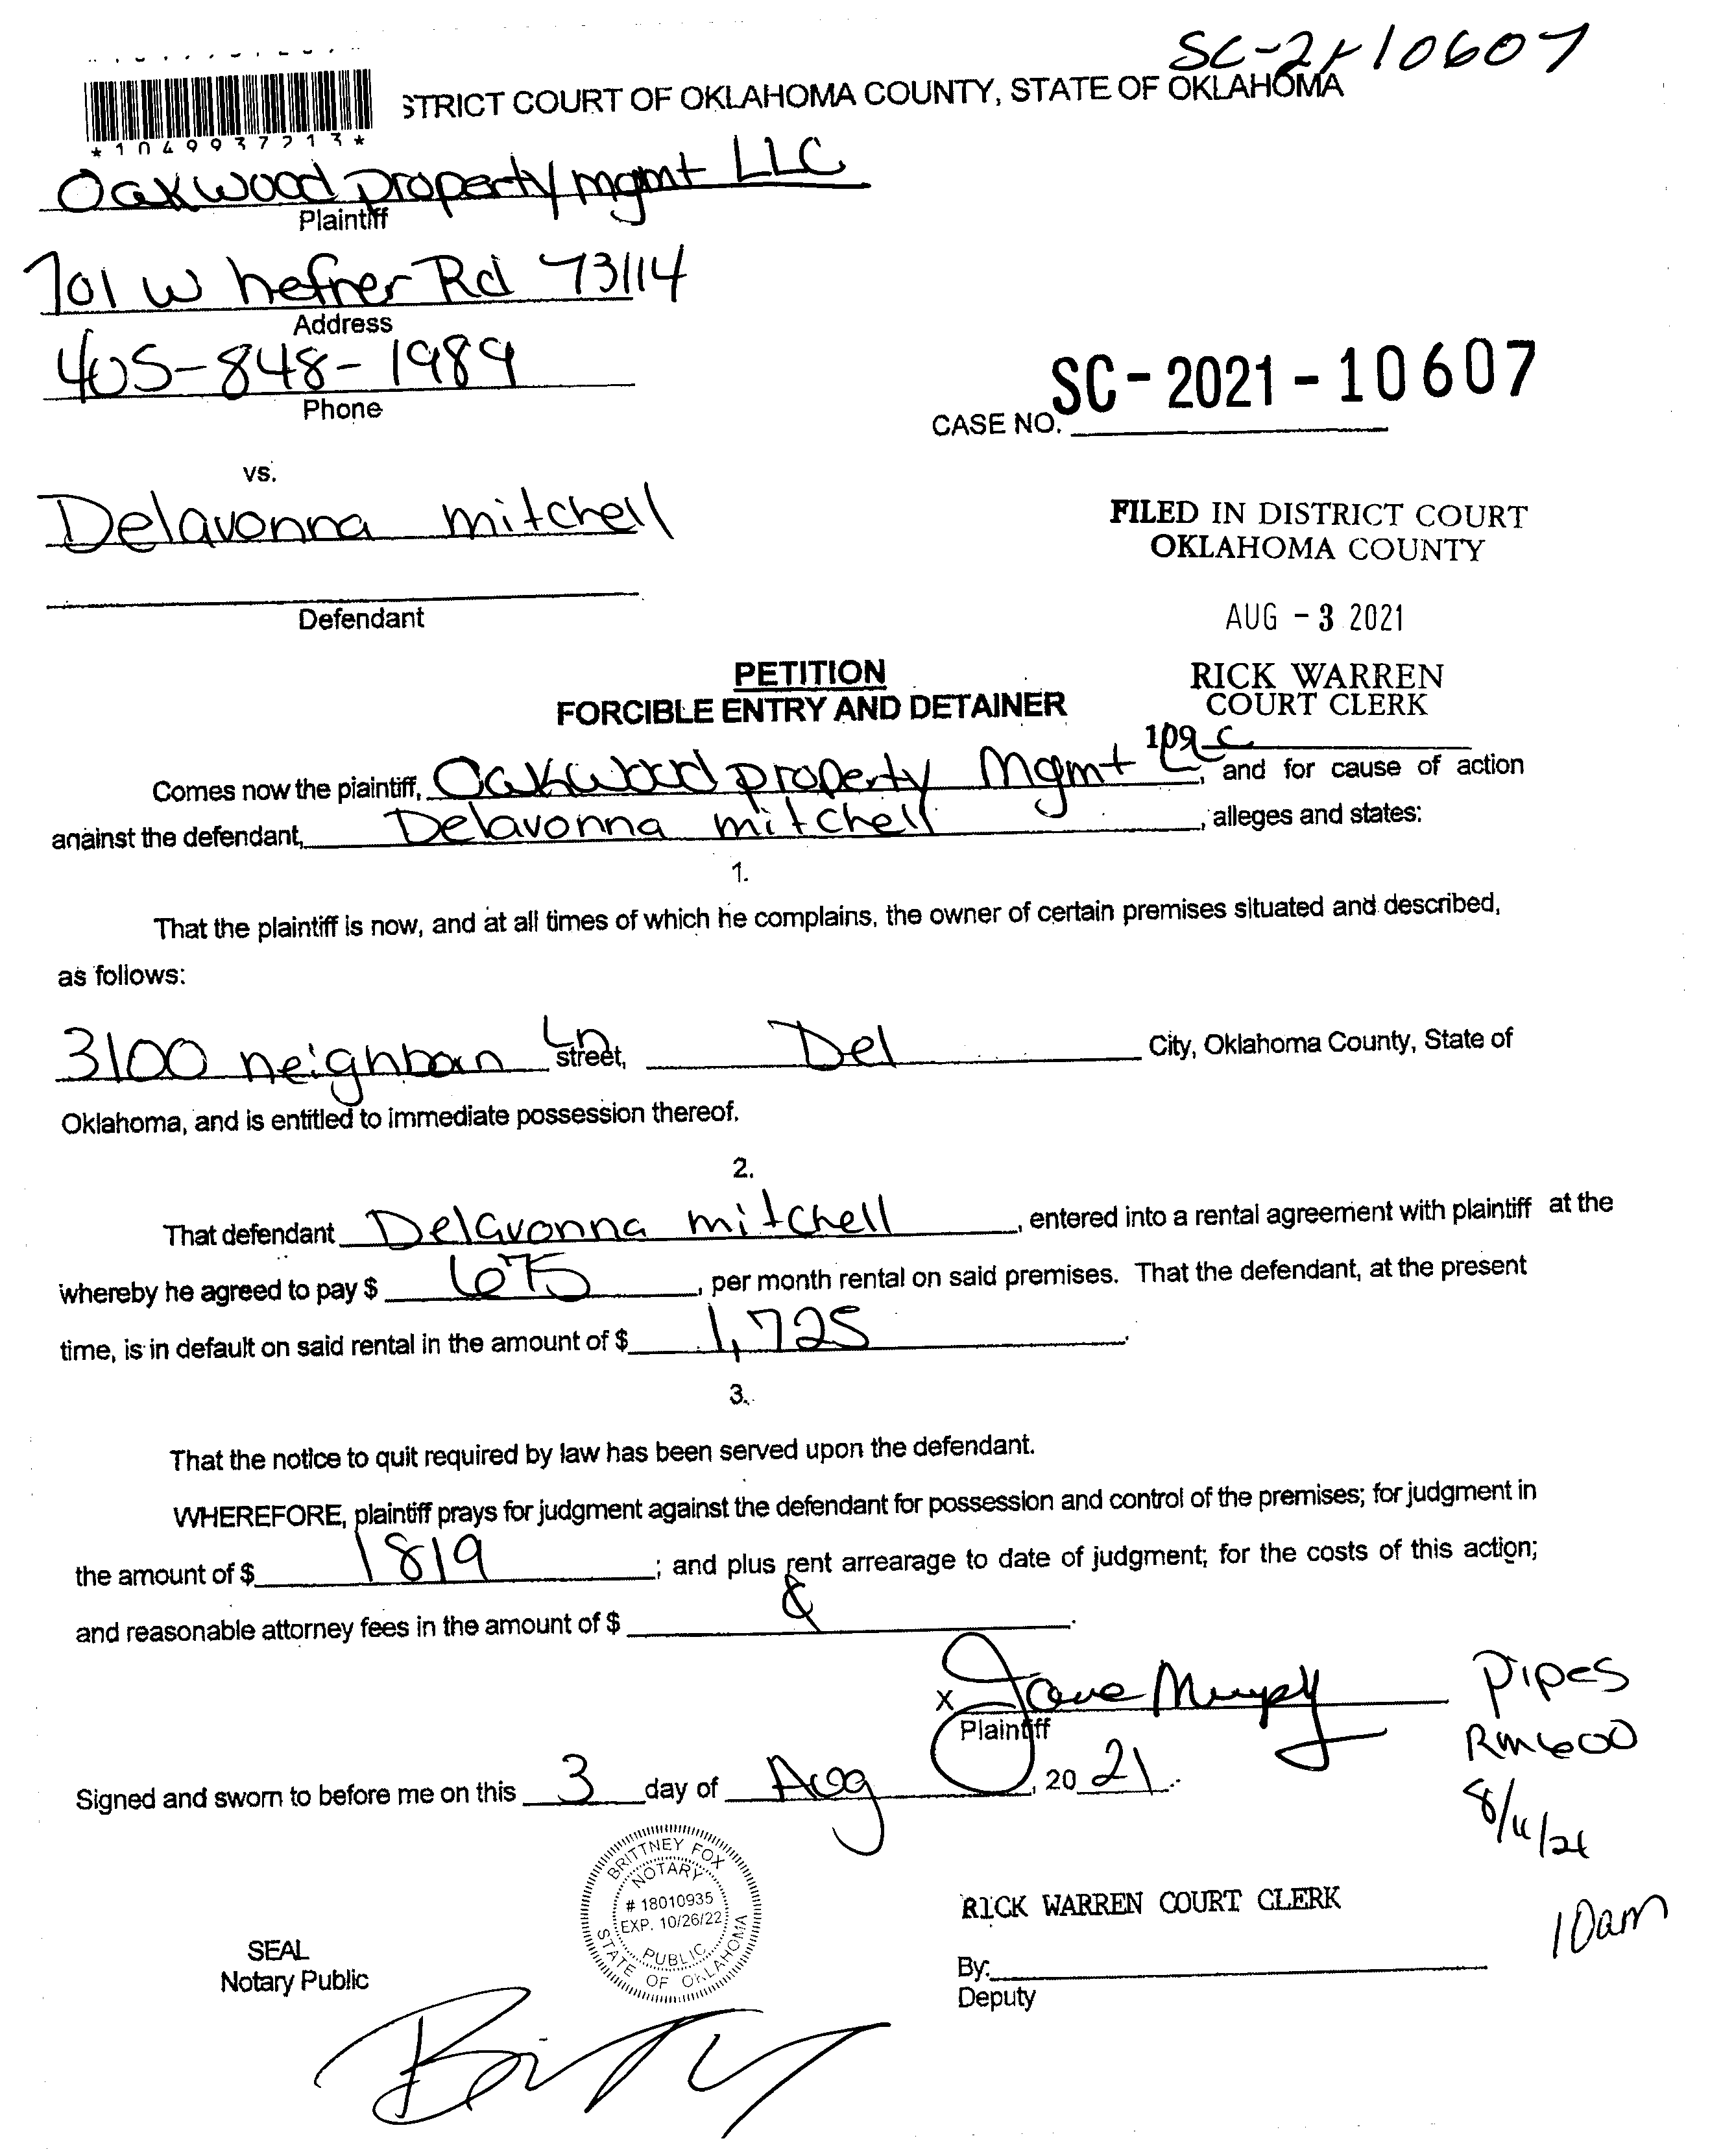 SC-21-10607
STRICT COURT OF OKLAHOMA COUNTY, STATE OF OKLAHOMA
*1049937213*
Oakwood property mgmt LLC
Plaintiff
701 W hefner Rd 73114
Address
405-848-1989
Phone
SC-2021-10607
CASE NO.
vs.
Delavonna mitchell
FILED IN DISTRICT COURT
OKLAHOMA COUNTY
Defendant
AUG - 3 2021
PETITION
RICK WARREN
COURT CLERK
FORCIBLE ENTRY AND DETAINER
109
Comes now the plaintiff, Oakwood property Mgmt LLC, and for cause of action
against the defendant, Delavonna mitchell, alleges and states:
1.
That the plaintiff is now, and at all times of which he complains, the owner of certain premises situated and described,
as follows:
3100 neighban Ln street, Del City, Oklahoma County, State of
Oklahoma, and is entitled to immediate possession thereof.
2.
That defendant Delavonna mitchell, entered into a rental agreement with plaintiff at the
whereby he agreed to pay $ 675, per month rental on said premises. That the defendant, at the present
time, is in default on said rental in the amount of $ 1,725.
3.
That the notice to quit required by law has been served upon the defendant.
WHEREFORE, plaintiff prays for judgment against the defendant for possession and control of the premises; for judgment in
the amount of $ 1819; and plus rent arrearage to date of judgment; for the costs of this action;
and reasonable attorney fees in the amount of $
X Jane Murphy
Plaintiff
Pipes
RM 600
8/11/21
10am
Signed and sworn to before me on this 3 day of Aug, 20 21.
BRITTNEY FOX
NOTARY
# 18010935
EXP. 10/26/22
PUBLIC
STATE OF OKLAHOMA
RICK WARREN COURT CLERK
SEAL
Notary Public
By:
Deputy